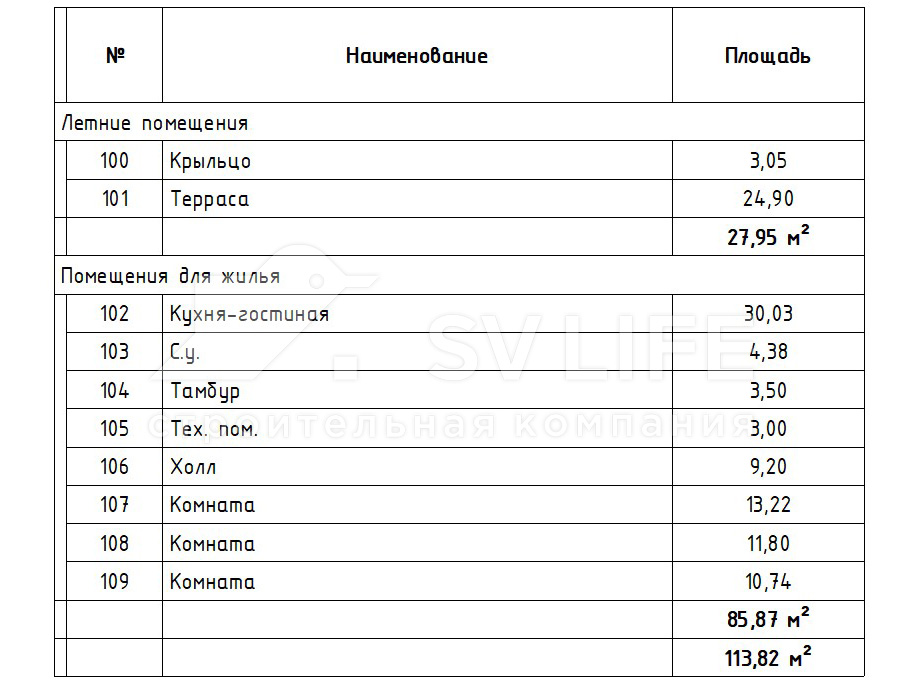 № Наименование Площадь
Летние помещения
100 Крыльцо 3,05
101 Терраса 24,90
27,95 м²
Помещения для жилья
102 Кухня-гостиная 30,03
103 С.у. 4,38
SV LIFE
104 Тамбур 3,50
105 Тех. пом. 3,00
строительная компания
106 Холл 9,20
107 Комната 13,22
108 Комната 11,80
109 Комната 10,74
85,87 м²
113,82 м²